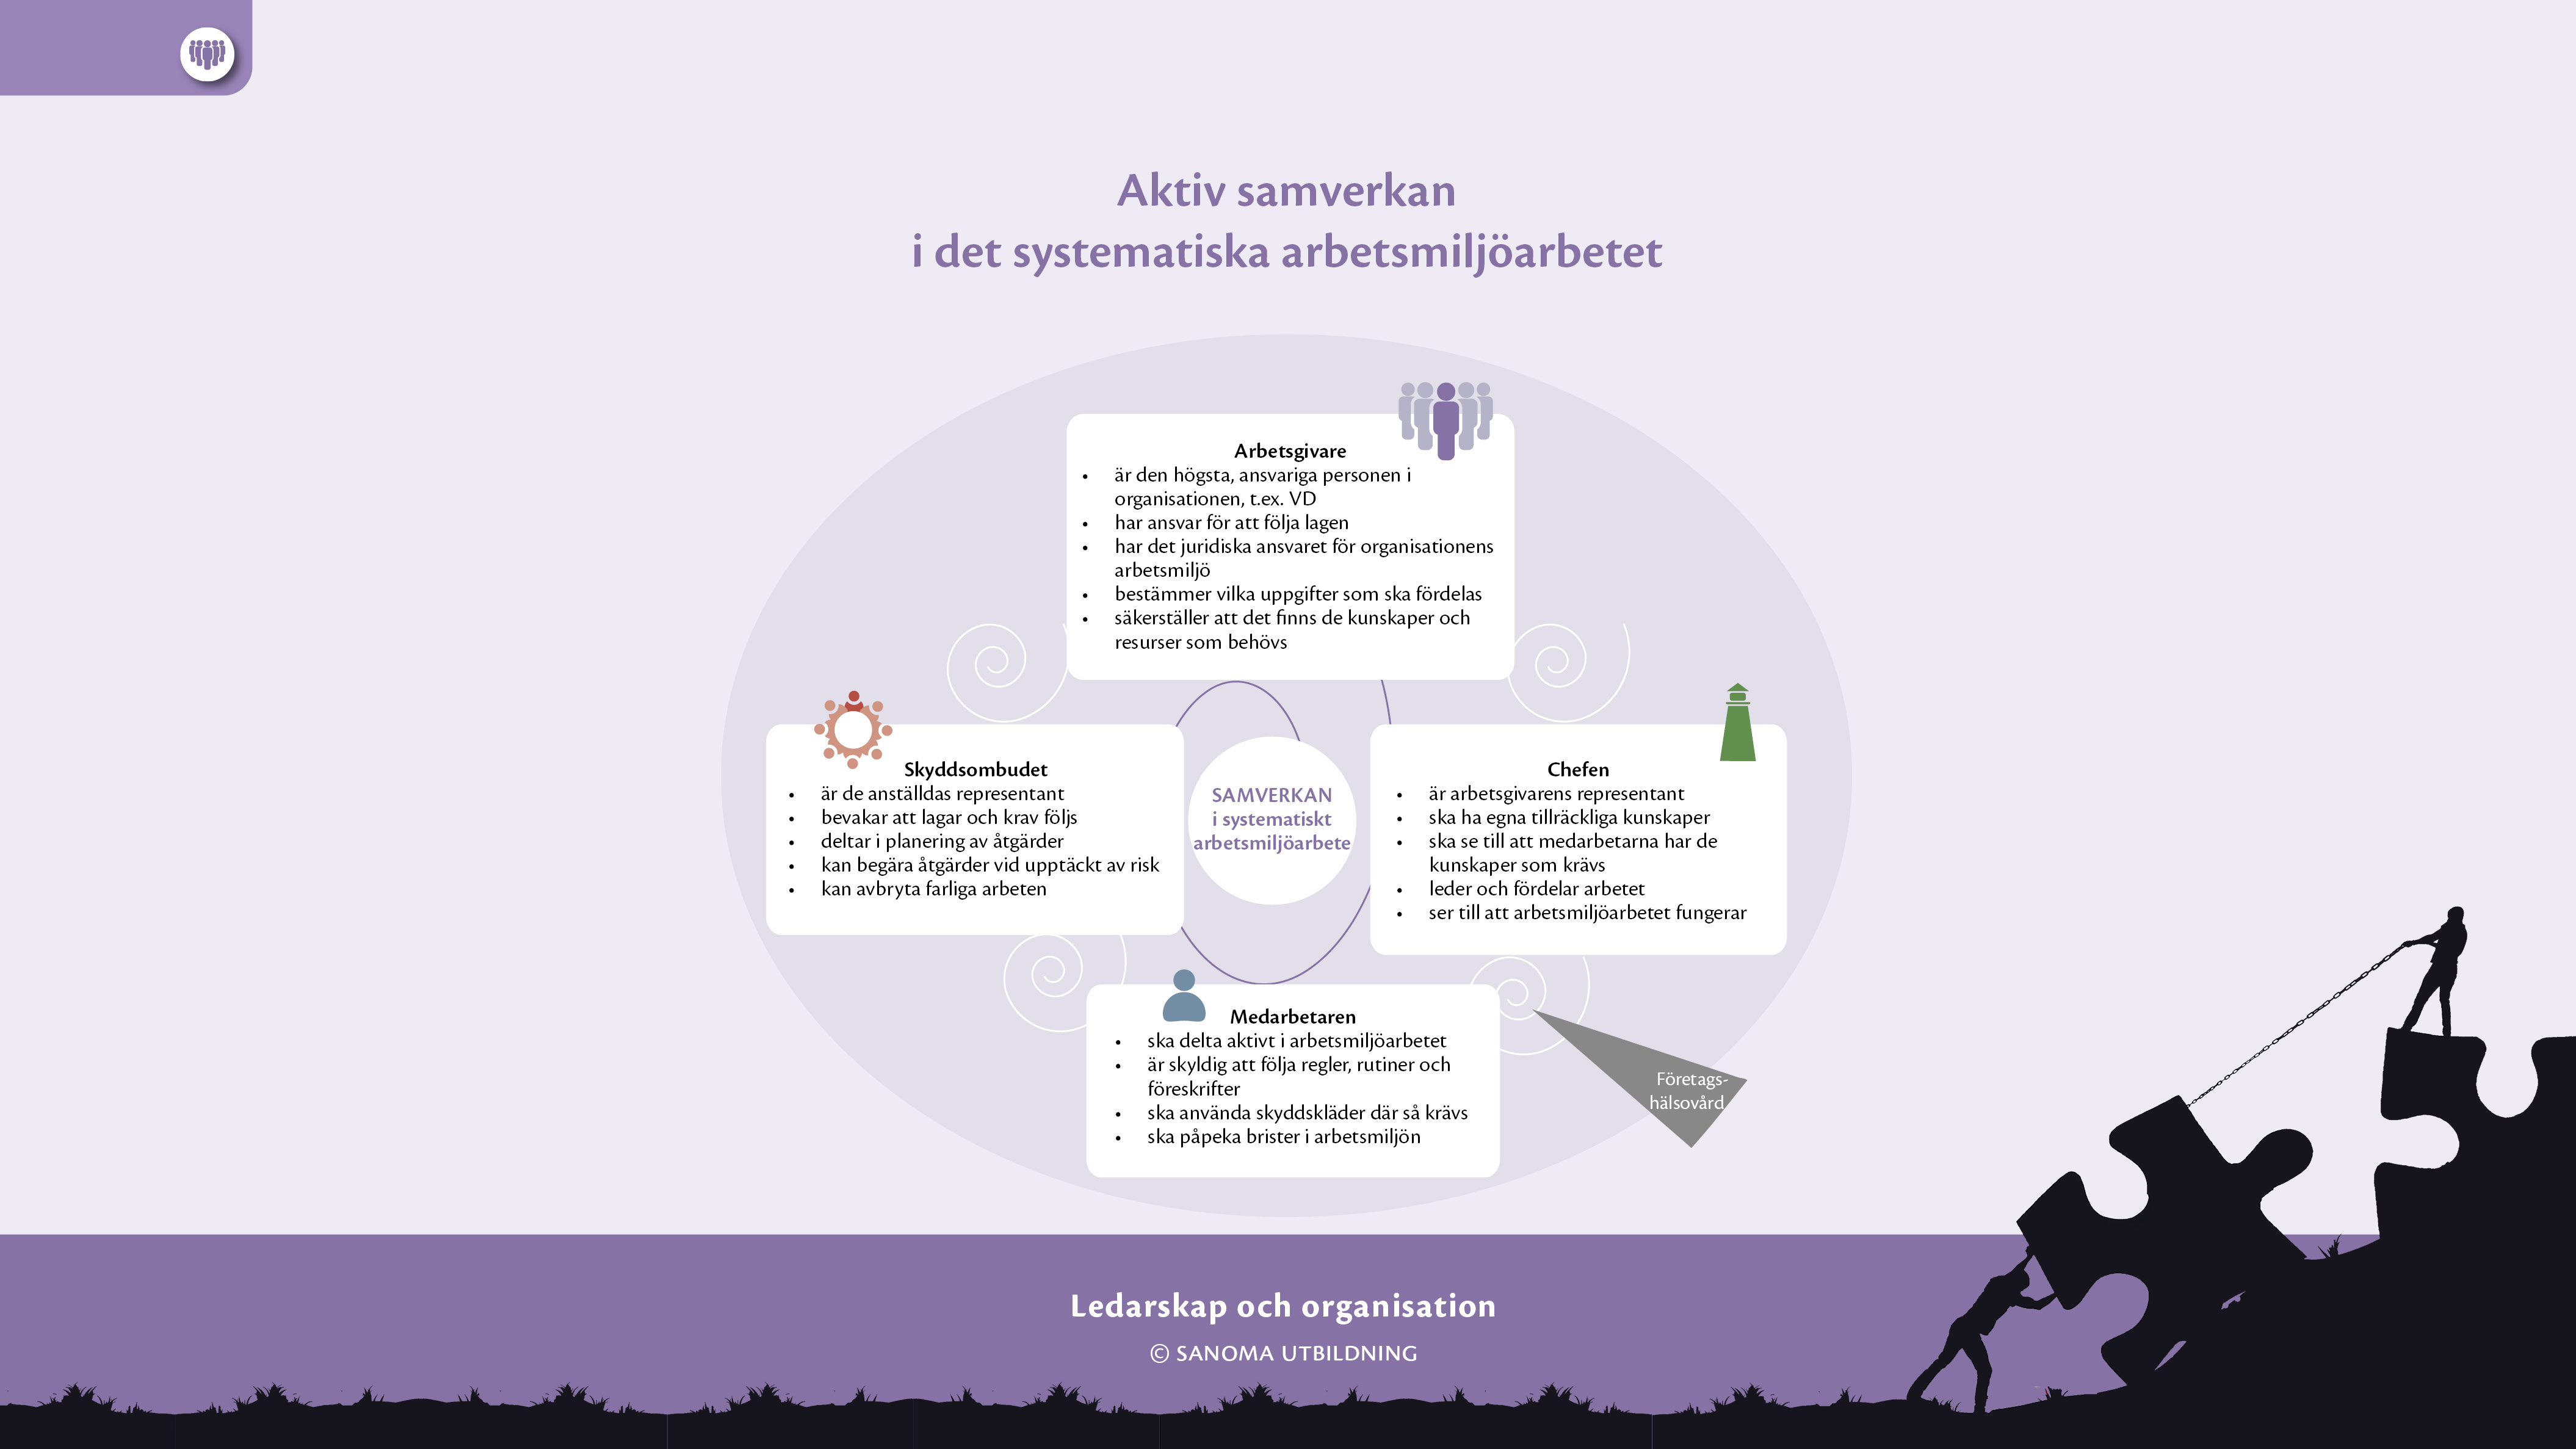 Aktiv samverkan
i det systematiska arbetsmiljöarbetet
Arbetsgivare
• är den högsta, ansvariga personen i
organisationen, t.ex. VD
• har ansvar för att följa lagen
• har det juridiska ansvaret för organisationens
arbetsmiljö
• bestämmer vilka uppgifter som ska fördelas
• säkerställer att det finns de kunskaper och
resurser som behövs
Skyddsombudet
• är de anställdas representant
• bevakar att lagar och krav följs
• deltar i planering av åtgärder
• kan begära åtgärder vid upptäckt av risk
• kan avbryta farliga arbeten
SAMVERKAN
i systematiskt
arbetsmiljöarbete
Chefen
• är arbetsgivarens representant
• ska ha egna tillräckliga kunskaper
• ska se till att medarbetarna har de
kunskaper som krävs
• leder och fördelar arbetet
• ser till att arbetsmiljöarbetet fungerar
Medarbetaren
• ska delta aktivt i arbetsmiljöarbetet
• är skyldig att följa regler, rutiner och
föreskrifter
• ska använda skyddskläder där så krävs
• ska påpeka brister i arbetsmiljön
Företags-
hälsovård
Ledarskap och organisation
© SANOMA UTBILDNING